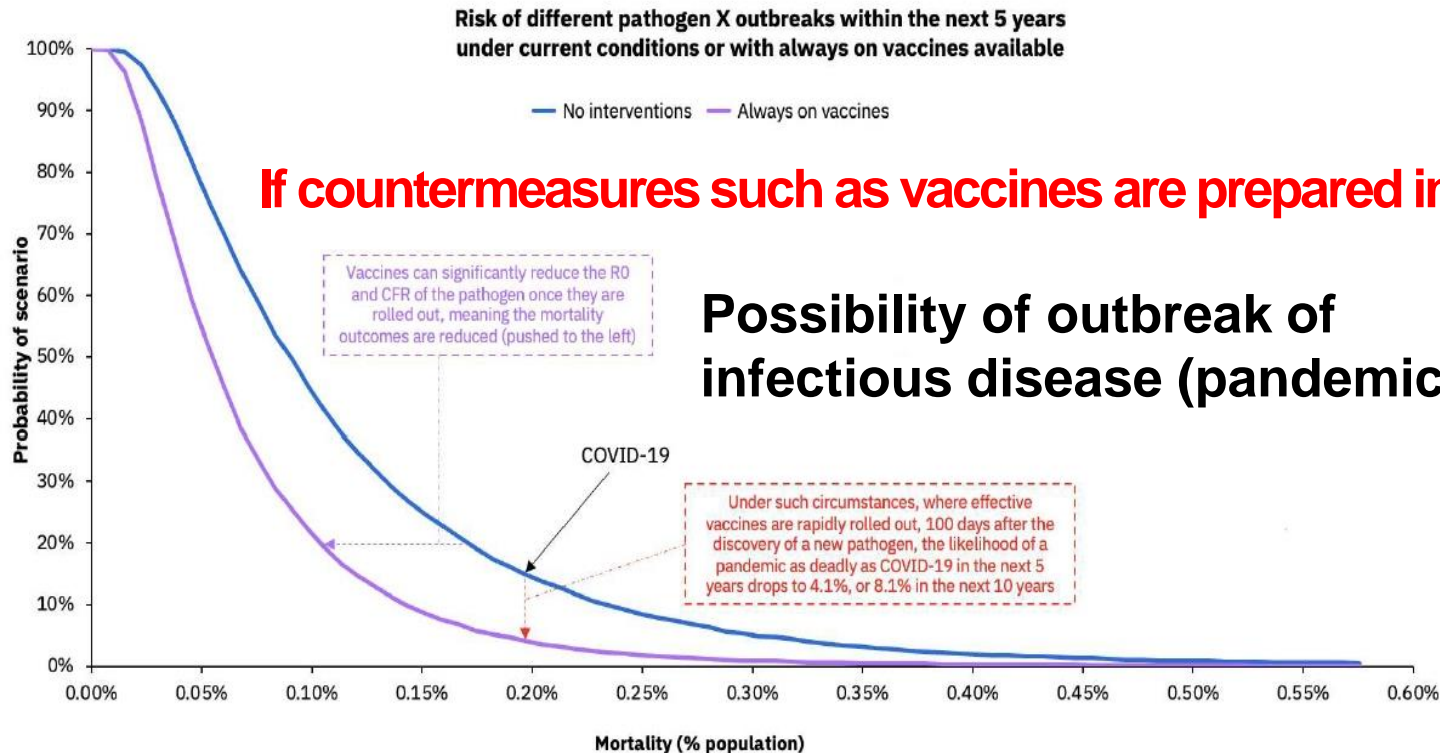 Risk of different pathogen X outbreaks within the next 5 years
under current conditions or with always on vaccines available
No interventions
Always on vaccines
If countermeasures such as vaccines are prepared in
Vaccines can significantly reduce the R0
and CFR of the pathogen once they are
rolled out, meaning the mortality
outcomes are reduced (pushed to the left)
Possibility of outbreak of
infectious disease (pandemic
COVID-19
Under such circumstances, where effective
vaccines are rapidly rolled out, 100 days after the
discovery of a new pathogen, the likelihood of a
pandemic as deadly as COVID-19 in the next 5
years drops to 4.1%, or 8.1% in the next 10 years
Probability of scenario
100%
90%
80%
70%
60%
50%
40%
30%
20%
10%
0%
0.00% 0.05% 0.10% 0.15% 0.20% 0.25% 0.30% 0.35% 0.40% 0.45% 0.50% 0.55% 0.60%
Mortality (% population)